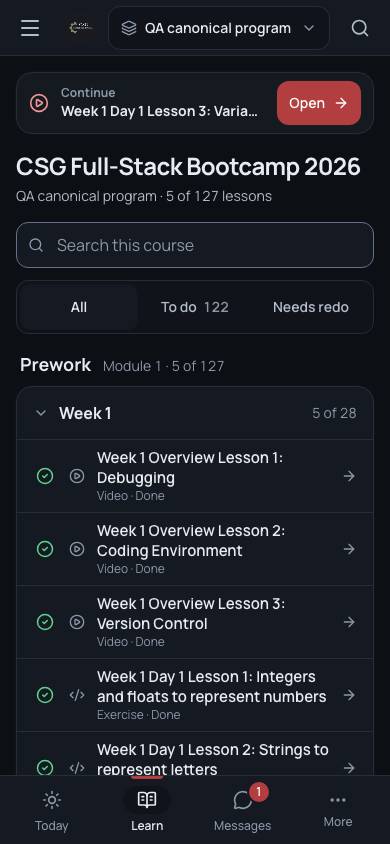 QA canonical program
Continue
Week 1 Day 1 Lesson 3: Varia...
Open
CSG Full-Stack Bootcamp 2026
QA canonical program · 5 of 127 lessons
Search this course
All
To do 122
Needs redo
Prework Module 1 · 5 of 127
Week 1 5 of 28
Week 1 Overview Lesson 1:
Debugging
Video · Done
Week 1 Overview Lesson 2:
Coding Environment
Video · Done
Week 1 Overview Lesson 3:
Version Control
Video · Done
Week 1 Day 1 Lesson 1: Integers
and floats to represent numbers
Exercise · Done
Week 1 Day 1 Lesson 2: Strings to
represent letters
1
Today
Learn
Messages
More